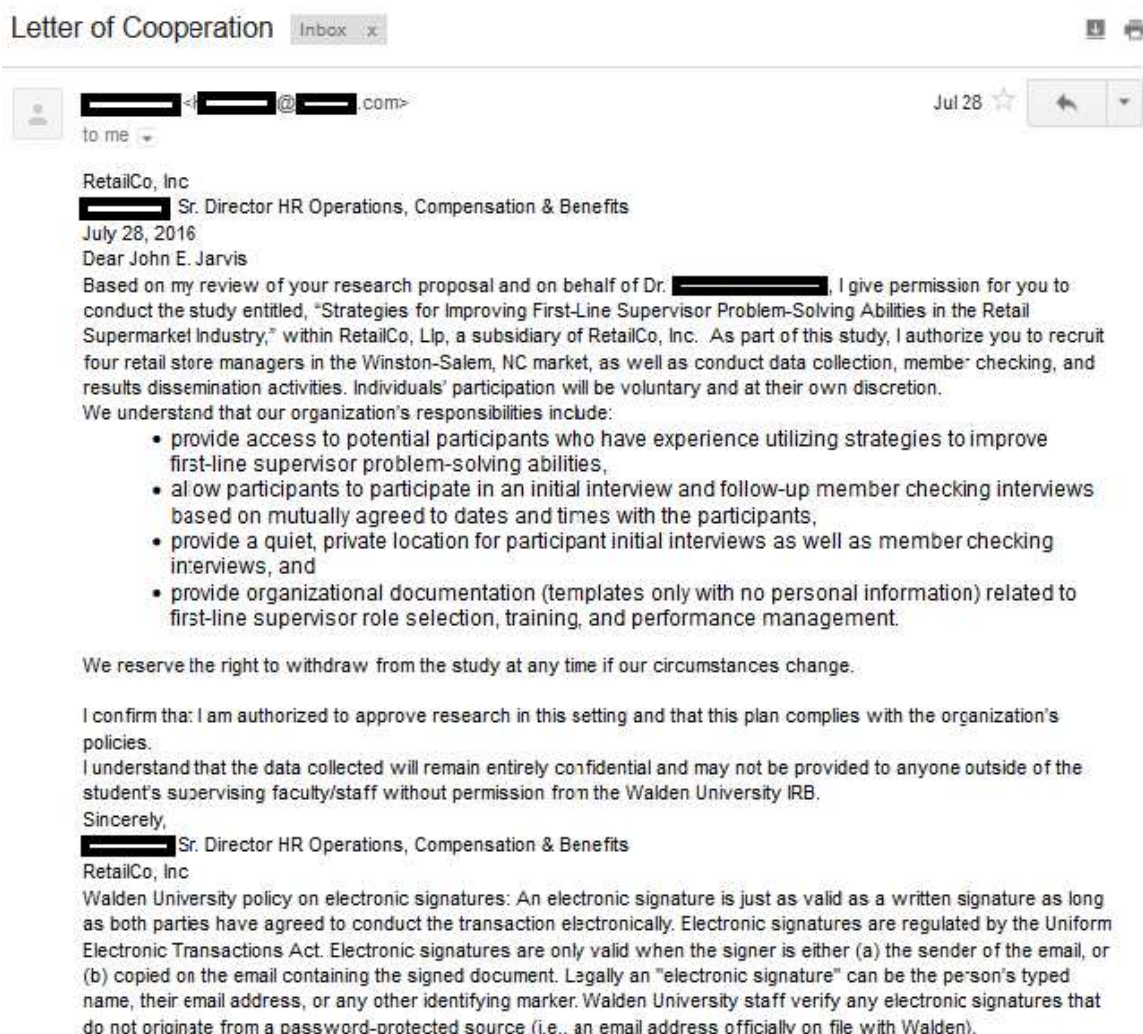 Letter of Cooperation Inbox x
@ .com> Jul 28
to me
RetailCo, Inc
Sr. Director HR Operations, Compensation & Benefits
July 28, 2016
Dear John E. Jarvis
Based on my review of your research proposal and on behalf of Dr. , I give permission for you to
conduct the study entitled, “Strategies for Improving First-Line Supervisor Problem-Solving Abilities in the Retail
Supermarket Industry,” within RetailCo, Llp, a subsidiary of RetailCo, Inc. As part of this study, I authorize you to recruit
four retail store managers in the Winston-Salem, NC market, as well as conduct data collection, member checking, and
results dissemination activities. Individuals’ participation will be voluntary and at their own discretion.
We understand that our organization’s responsibilities include:
• provide access to potential participants who have experience utilizing strategies to improve
first-line supervisor problem-solving abilities,
• allow participants to participate in an initial interview and follow-up member checking interviews
based on mutually agreed to dates and times with the participants,
• provide a quiet, private location for participant initial interviews as well as member checking
interviews, and
• provide organizational documentation (templates only with no personal information) related to
first-line supervisor role selection, training, and performance management.
We reserve the right to withdraw from the study at any time if our circumstances change.
I confirm that I am authorized to approve research in this setting and that this plan complies with the organization’s
policies.
I understand that the data collected will remain entirely confidential and may not be provided to anyone outside of the
student’s supervising faculty/staff without permission from the Walden University IRB.
Sincerely,
Sr. Director HR Operations, Compensation & Benefits
RetailCo, Inc
Walden University policy on electronic signatures: An electronic signature is just as valid as a written signature as long
as both parties have agreed to conduct the transaction electronically. Electronic signatures are regulated by the Uniform
Electronic Transactions Act. Electronic signatures are only valid when the signer is either (a) the sender of the email, or
(b) copied on the email containing the signed document. Legally an "electronic signature" can be the person’s typed
name, their email address, or any other identifying marker. Walden University staff verify any electronic signatures that
do not originate from a password-protected source (i.e., an email address officially on file with Walden).